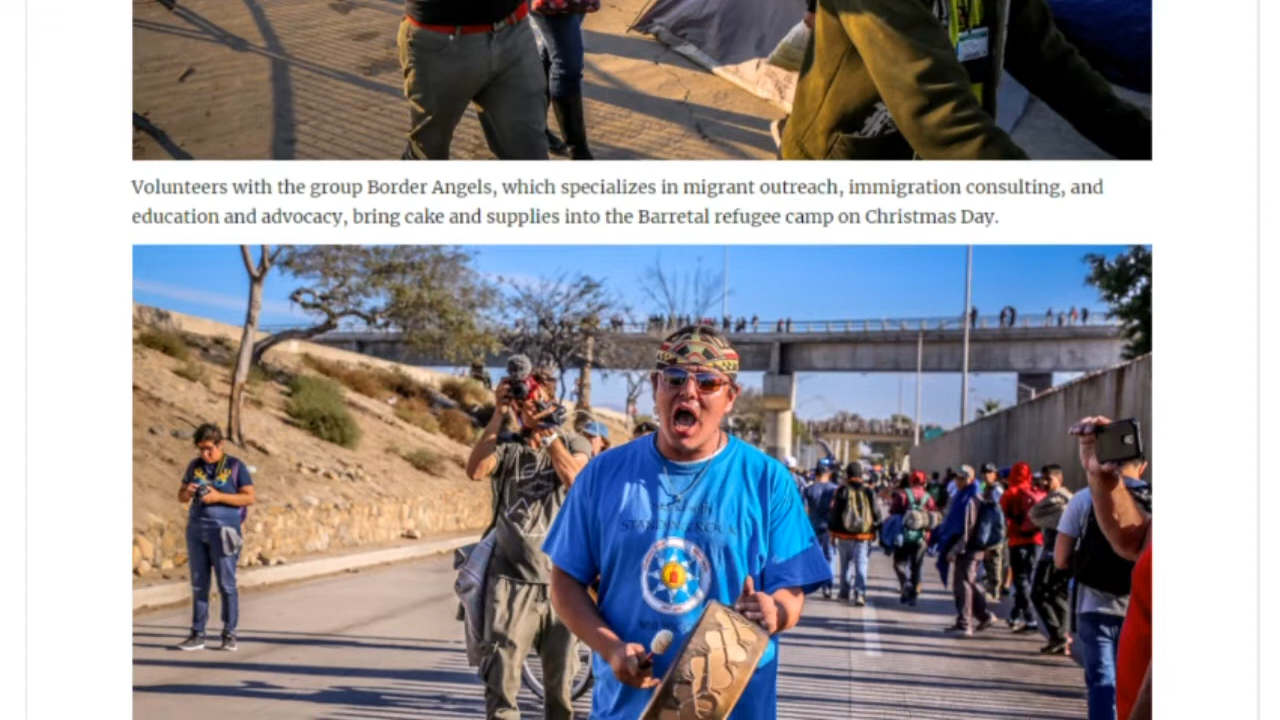 Volunteers with the group Border Angels, which specializes in migrant outreach, immigration consulting, and
education and advocacy, bring cake and supplies into the Barretal refugee camp on Christmas Day.
STANDING ROCK